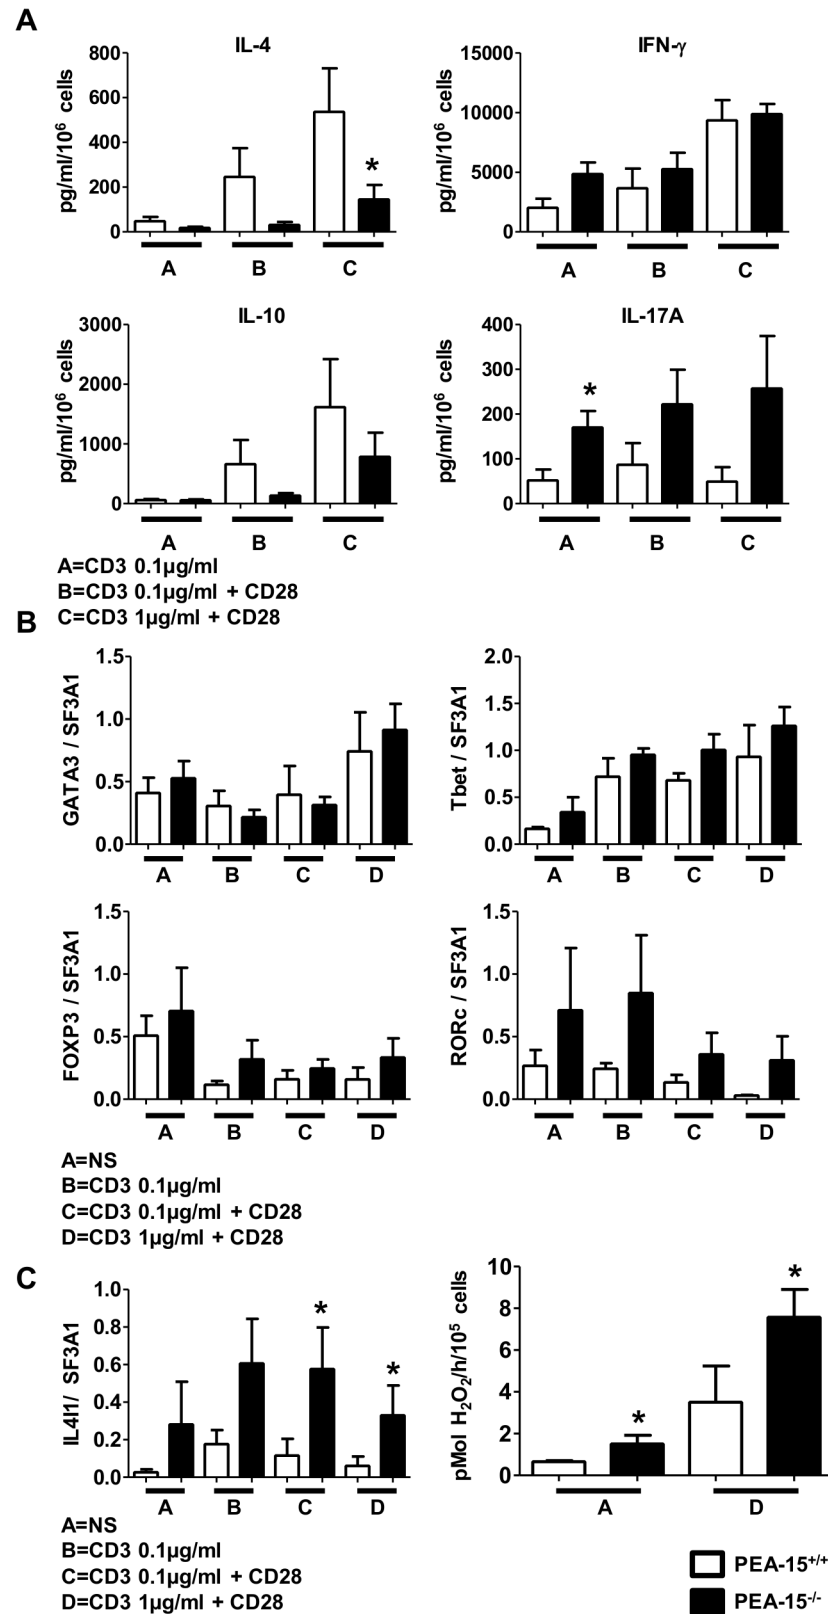 A
IL-4
pg/ml/10⁶ cells
800
600
400
200
0
*
A B C
IFN-γ
pg/ml/10⁶ cells
15000
10000
5000
0
A B C
IL-10
pg/ml/10⁶ cells
3000
2000
1000
0
A B C
IL-17A
pg/ml/10⁶ cells
400
300
200
100
0
*
A B C
A=CD3 0.1µg/ml
B=CD3 0.1µg/ml + CD28
C=CD3 1µg/ml + CD28
B
GATA3 / SF3A1
1.5
1.0
0.5
0.0
A B C D
Tbet / SF3A1
2.0
1.5
1.0
0.5
0.0
A B C D
FOXP3 / SF3A1
1.5
1.0
0.5
0.0
A B C D
RORc / SF3A1
1.5
1.0
0.5
0.0
A B C D
A=NS
B=CD3 0.1µg/ml
C=CD3 0.1µg/ml + CD28
D=CD3 1µg/ml + CD28
C
IL4I1/ SF3A1
1.0
0.8
0.6
0.4
0.2
0.0
* *
A B C D
pMol H₂O₂/h/10⁵ cells
10
8
6
4
2
0
* *
A D
A=NS
B=CD3 0.1µg/ml
C=CD3 0.1µg/ml + CD28
D=CD3 1µg/ml + CD28
PEA-15⁺/⁺
PEA-15⁻/⁻